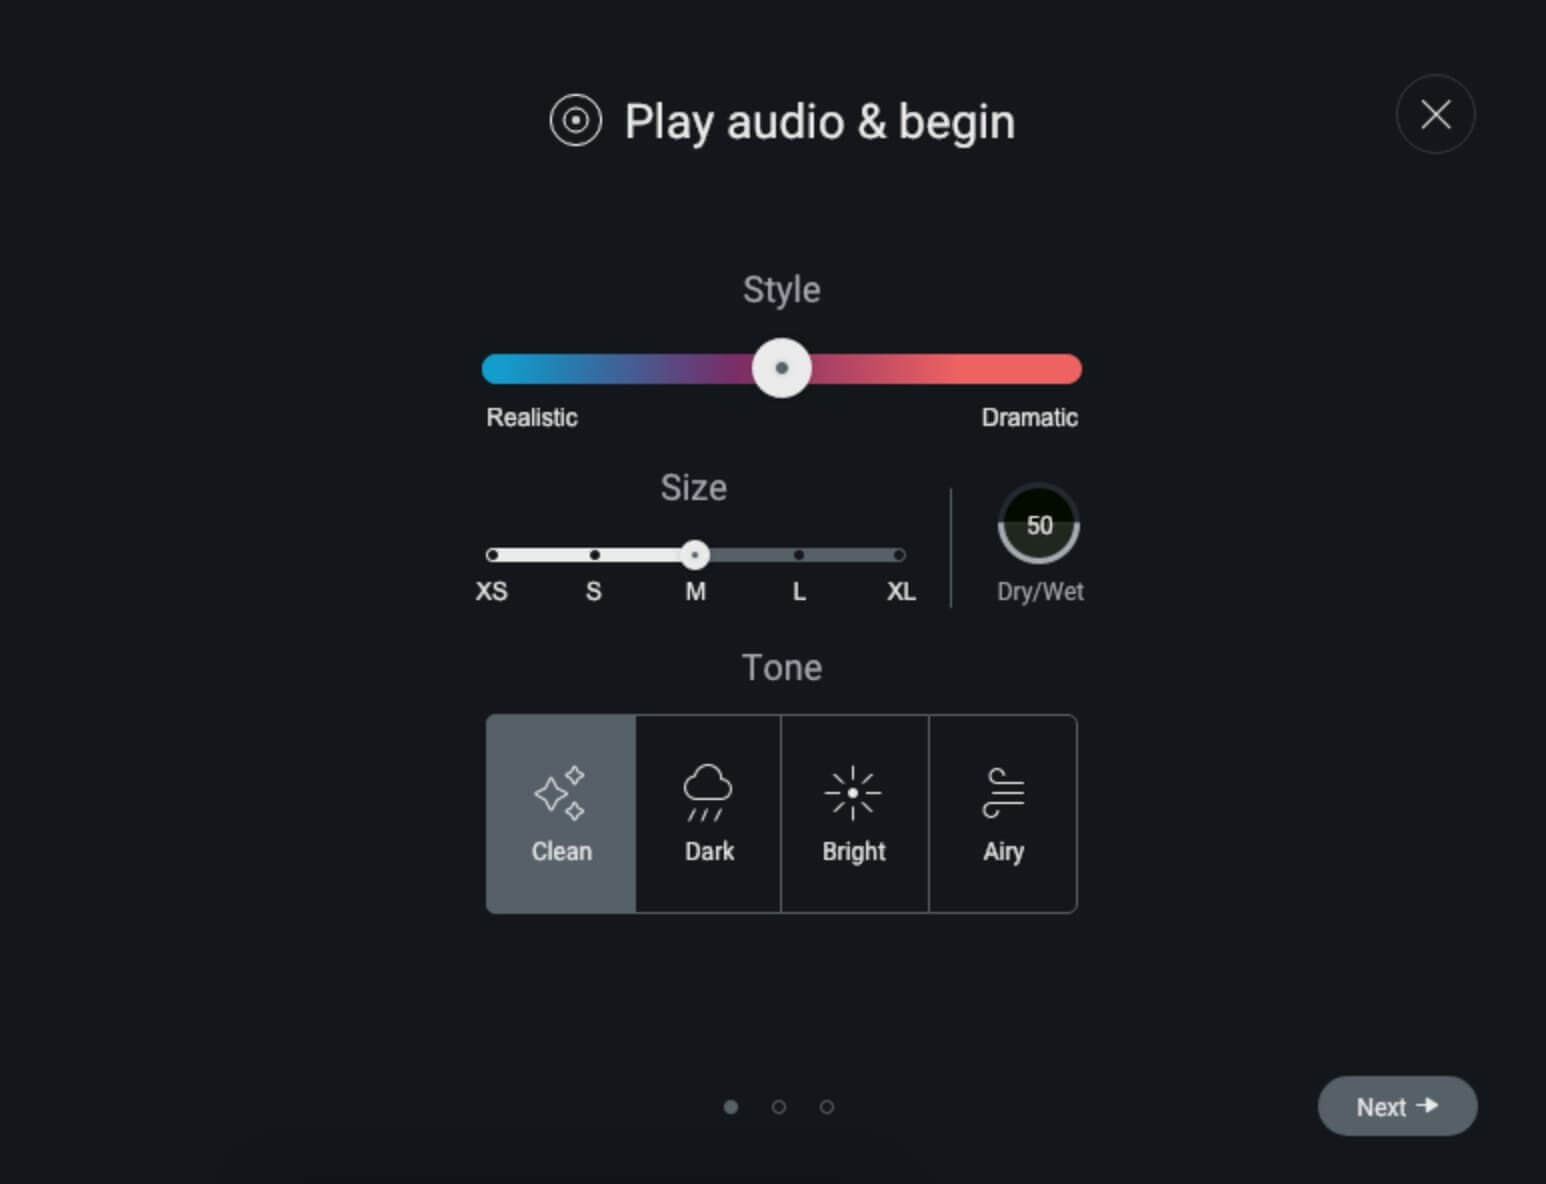 Play audio & begin
Style
Realistic Dramatic
Size
50
XS S M L XL Dry/Wet
Tone
Clean Dark Bright Airy
Next